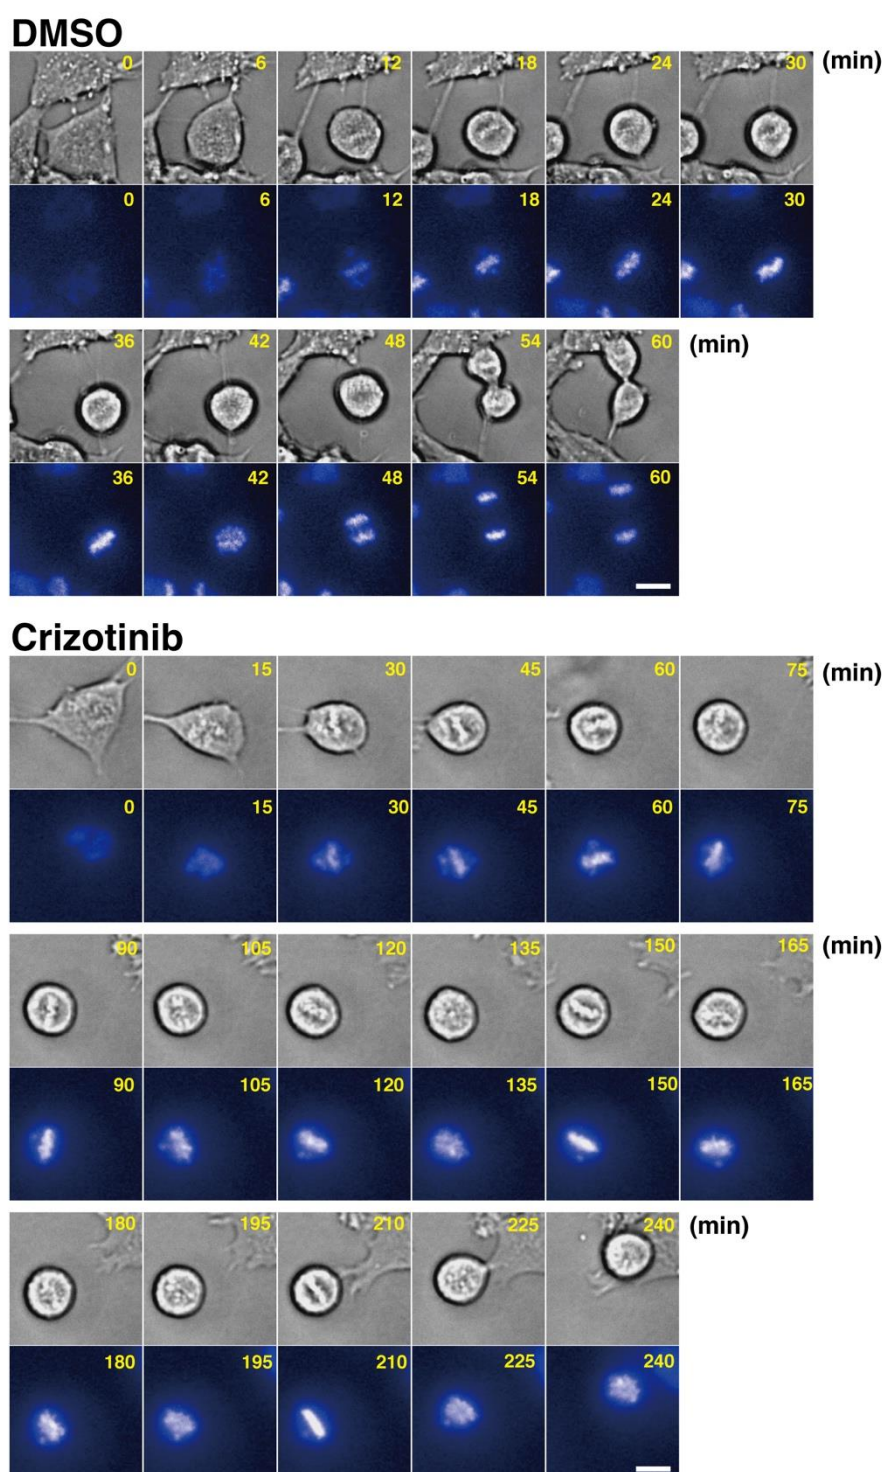 DMSO
0 6 12 18 24 30 (min)
0 6 12 18 24 30
36 42 48 54 60 (min)
36 42 48 54 60
Crizotinib
0 15 30 45 60 75 (min)
0 15 30 45 60 75
90 105 120 135 150 165 (min)
90 105 120 135 150 165
180 195 210 225 240 (min)
180 195 210 225 240